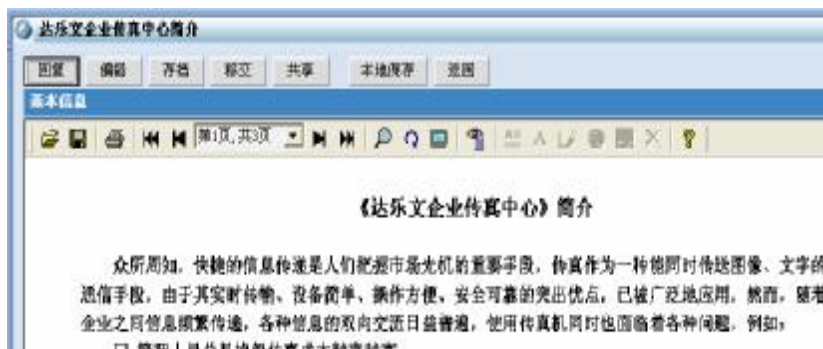 达乐文企业传真中心简介
回复 编辑 存档 移交 共享 本地保存 返回
基本信息
第1页,共3页
《达乐文企业传真中心》简介
众所周知，快捷的信息传递是人们把握市场先机的重要手段，传真作为一种能同时传送图像、文字的
通信手段，由于其实时传输、设备简单、操作方便、安全可靠的突出优点，已被广泛地应用，然而，随着
企业之间信息频繁传递，各种信息的双向交流日益普遍，使用传真机同时也面临着各种问题，例如：